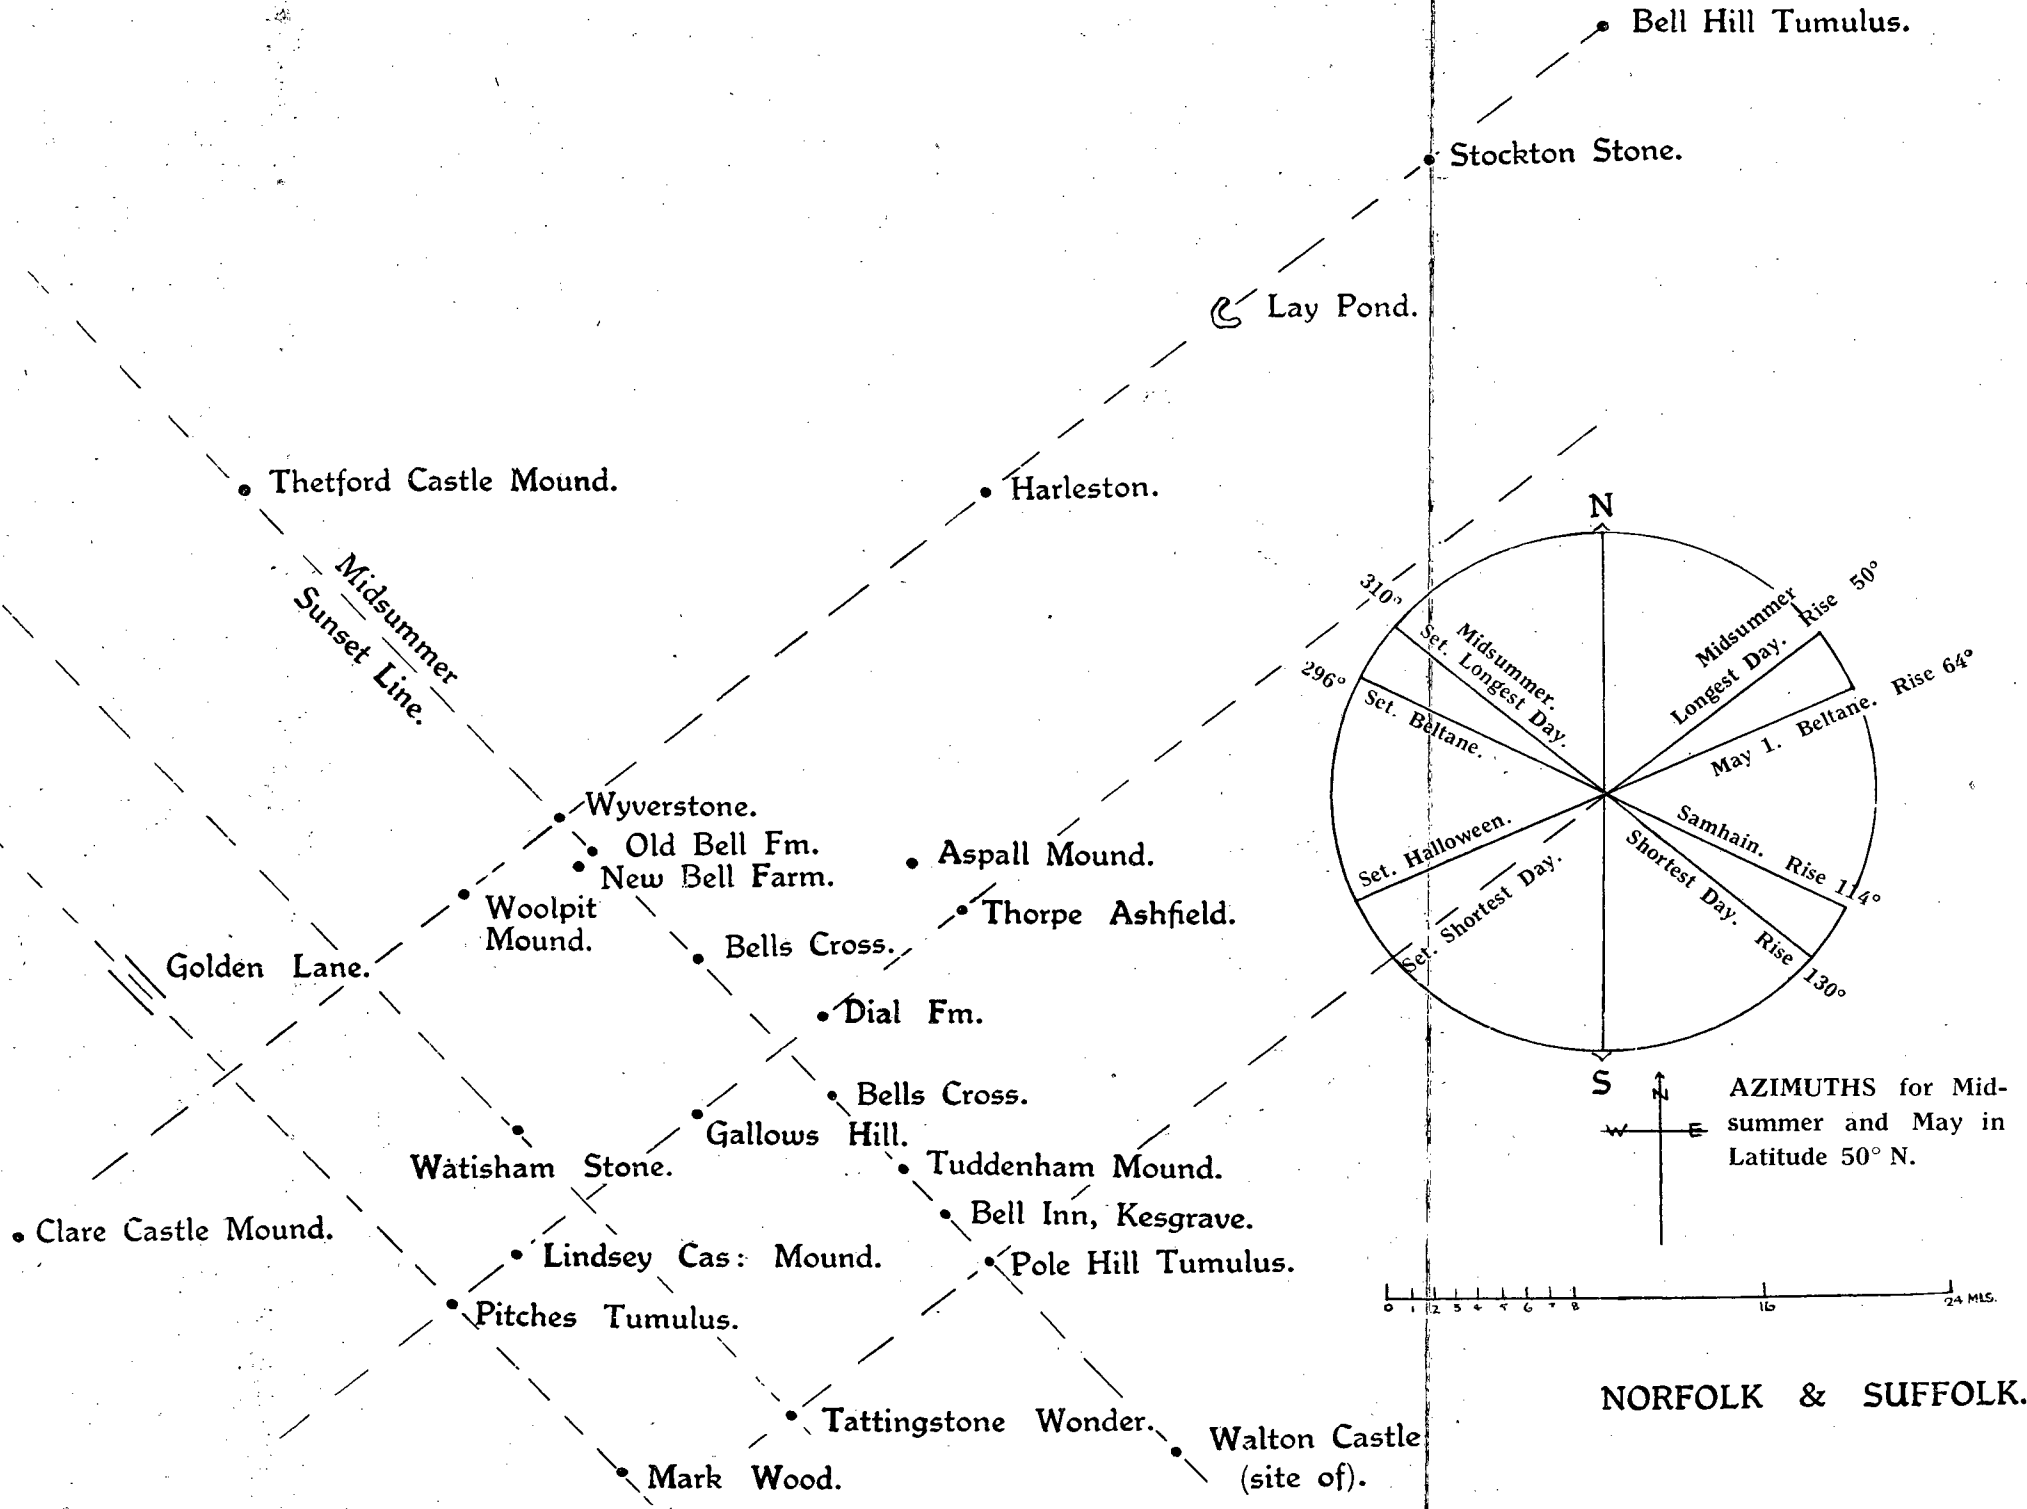 Bell Hill Tumulus.
Stockton Stone.
Lay Pond.
Thetford Castle Mound.
Harleston.
Midsummer
Sunset Line.
Wyverstone.
Old Bell Fm.
New Bell Farm.
Aspall Mound.
Woolpit
Mound.
Thorpe Ashfield.
Bells Cross.
Golden Lane.
Dial Fm.
Bells Cross.
Gallows Hill.
Watisham Stone.
Tuddenham Mound.
Bell Inn, Kesgrave.
Clare Castle Mound.
Lindsey Cas: Mound.
Pole Hill Tumulus.
Pitches Tumulus.
Tattingstone Wonder.
Walton Castle
(site of).
Mark Wood.
N
310°
Midsummer.
Set. Longest Day.
Midsummer
Longest Day. Rise 50°
296°
Set. Beltane.
May 1. Beltane. Rise 64°
Set. Halloween.
Samhain. Rise 114°
Set. Shortest Day.
Shortest Day. Rise 130°
S
N
W E
AZIMUTHS for Mid-
summer and May in
Latitude 50° N.
0 1 2 3 4 5 6 7 8 16 24 MLS.
NORFOLK & SUFFOLK.